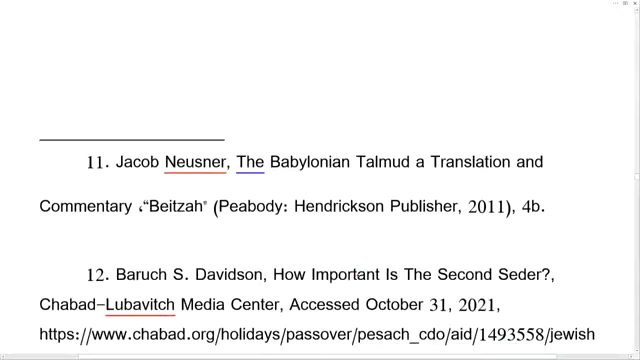 11. Jacob Neusner, The Babylonian Talmud a Translation and
Commentary ،“Beitzah” (Peabody: Hendrickson Publisher, 2011), 4b.
12. Baruch S. Davidson, How Important Is The Second Seder?,
Chabad-Lubavitch Media Center, Accessed October 31, 2021,
https://www.chabad.org/holidays/passover/pesach_cdo/aid/1493558/jewish